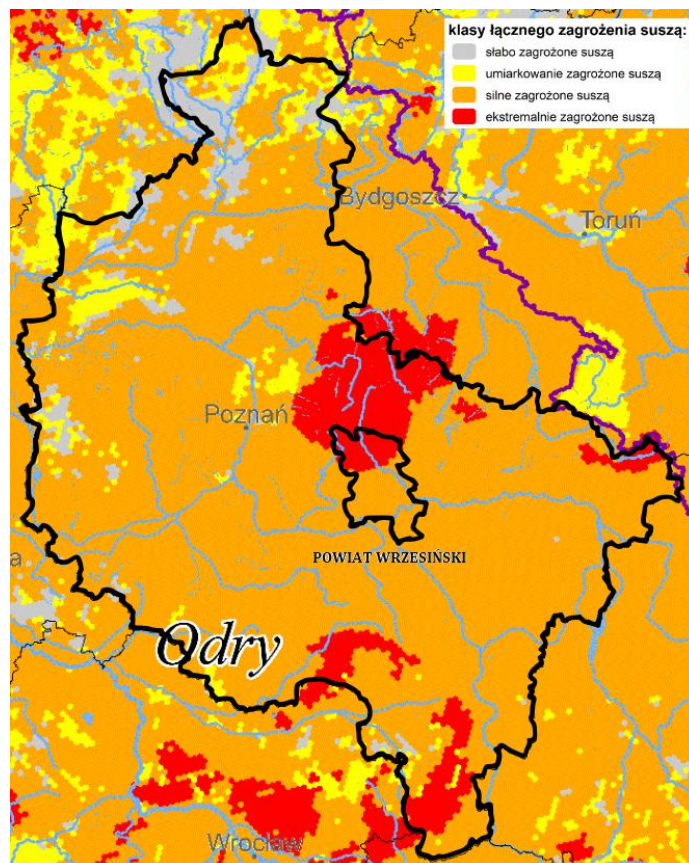 klasy łącznego zagrożenia suszą:
słabo zagrożone suszą
umiarkowanie zagrożone suszą
silne zagrożone suszą
ekstremalnie zagrożone suszą
Bydgoszcz
Toruń
Poznań
POWIAT WRZESIŃSKI
a
Odry
Wrocław